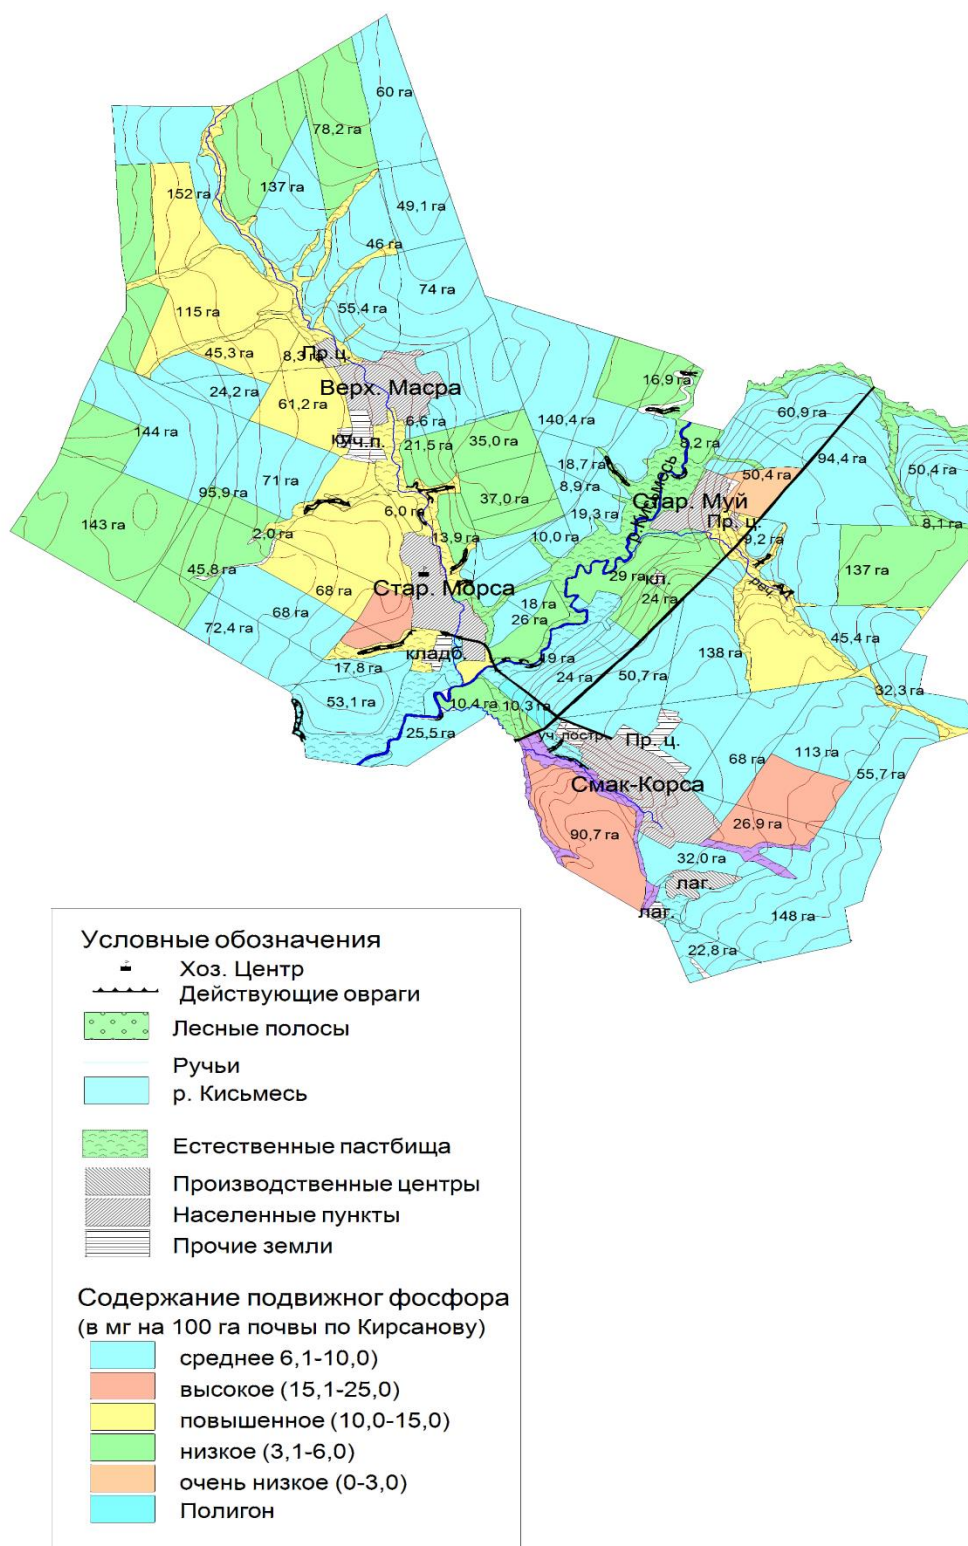 60 га
78,2 га
137 га
152 га
49,1 га
46 га
74 га
55,4 га
115 га
45,3 га
8,3 га
Пр.ц.
16,9 га
24,2 га
Верх. Масра
61,2 га
6,6 га
140,4 га
60,9 га
144 га
уч.п.
21,5 га
35,0 га
8,2 га
94,4 га
71 га
18,7 га
50,4 га
50,4 га
95,9 га
37,0 га
8,9 га
р.Кисьмесь
Стар. Муй
143 га
6,0 га
19,3 га
Пр. ц.
8,1 га
2,0 га
13,9 га
10,0 га
9,2 га
45,8 га
29 га
кл.
137 га
68 га
Стар. Морса
18 га
24 га
реч.
72,4 га
68 га
26 га
45,4 га
кладб.
19 га
138 га
17,8 га
24 га
50,7 га
32,3 га
53,1 га
10,4 га
10,3 га
25,5 га
уч. постр.
Пр. ц.
68 га
113 га
55,7 га
Смак-Корса
90,7 га
26,9 га
32,0 га
лаг.
лаг.
148 га
22,8 га
Условные обозначения
Хоз. Центр
Действующие овраги
Лесные полосы
Ручьи
р. Кисьмесь
Естественные пастбища
Производственные центры
Населенные пункты
Прочие земли
Содержание подвижног фосфора
(в мг на 100 га почвы по Кирсанову)
среднее 6,1-10,0)
высокое (15,1-25,0)
повышенное (10,0-15,0)
низкое (3,1-6,0)
очень низкое (0-3,0)
Полигон